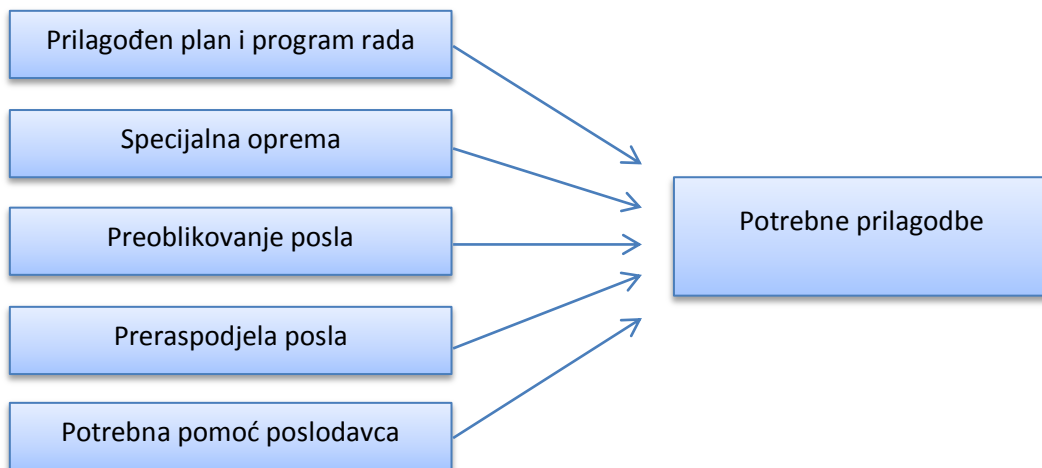 Prilagođen plan i program rada
Specijalna oprema
Preoblikovanje posla
Potrebne prilagodbe
Preraspodjela posla
Potrebna pomoć poslodavca